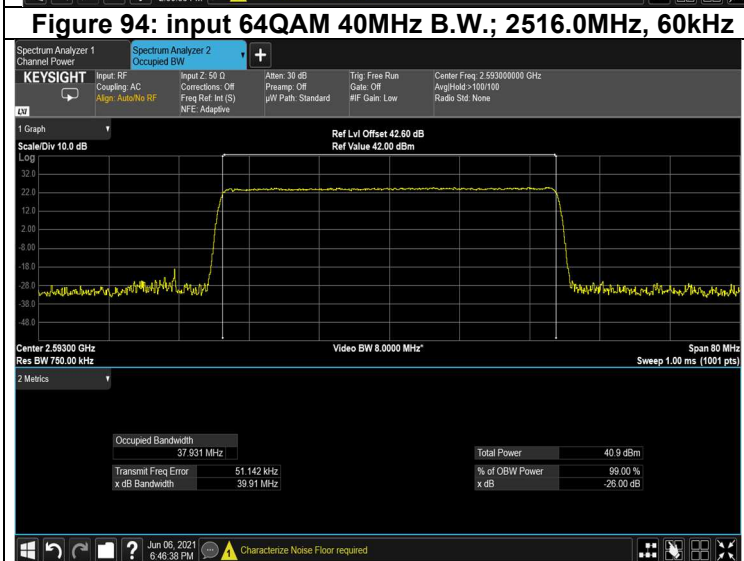 Figure 94: input 64QAM 40MHz B.W.; 2516.0MHz, 60kHz
Spectrum Analyzer 1
Channel Power
Spectrum Analyzer 2
Occupied BW
KEYSIGHT
LXI
Input: RF
Coupling: AC
Align: Auto/No RF
Input Z: 50 Ω
Corrections: Off
Freq Ref: Int (S)
NFE: Adaptive
Atten: 30 dB
Preamp: Off
µW Path: Standard
Trig: Free Run
Gate: Off
#IF Gain: Low
Center Freq: 2.593000000 GHz
Avg|Hold:>100/100
Radio Std: None
1 Graph
Scale/Div 10.0 dB
Ref Lvl Offset 42.60 dB
Ref Value 42.00 dBm
Log
32.0
22.0
12.0
2.00
-8.00
-18.0
-28.0
-38.0
-48.0
Center 2.59300 GHz
Res BW 750.00 kHz
Video BW 8.0000 MHz*
Span 80 MHz
Sweep 1.00 ms (1001 pts)
2 Metrics
Occupied Bandwidth
37.931 MHz
Transmit Freq Error 51.142 kHz
x dB Bandwidth 39.91 MHz
Total Power 40.9 dBm
% of OBW Power 99.00 %
x dB -26.00 dB
Jun 06, 2021
6:46:38 PM
1
Characterize Noise Floor required